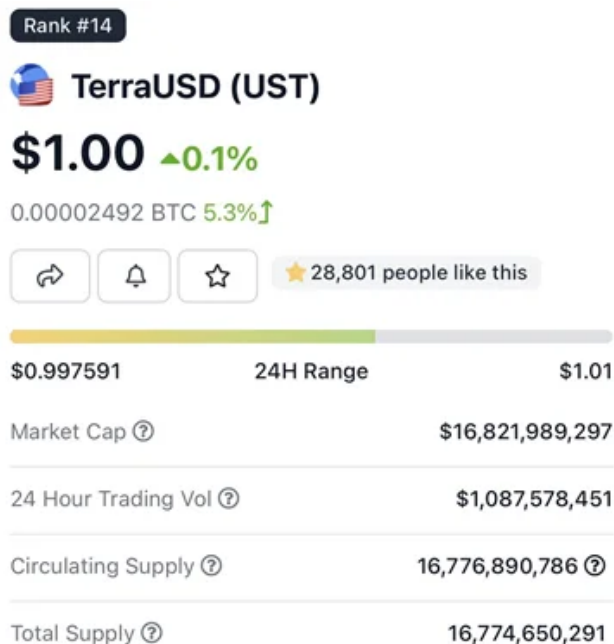 Rank #14
TerraUSD (UST)
$1.00 ▲0.1%
0.00002492 BTC 5.3%⤴
28,801 people like this
$0.997591 24H Range $1.01
Market Cap ? $16,821,989,297
24 Hour Trading Vol ? $1,087,578,451
Circulating Supply ? 16,776,890,786 ?
Total Supply ? 16,774,650,291